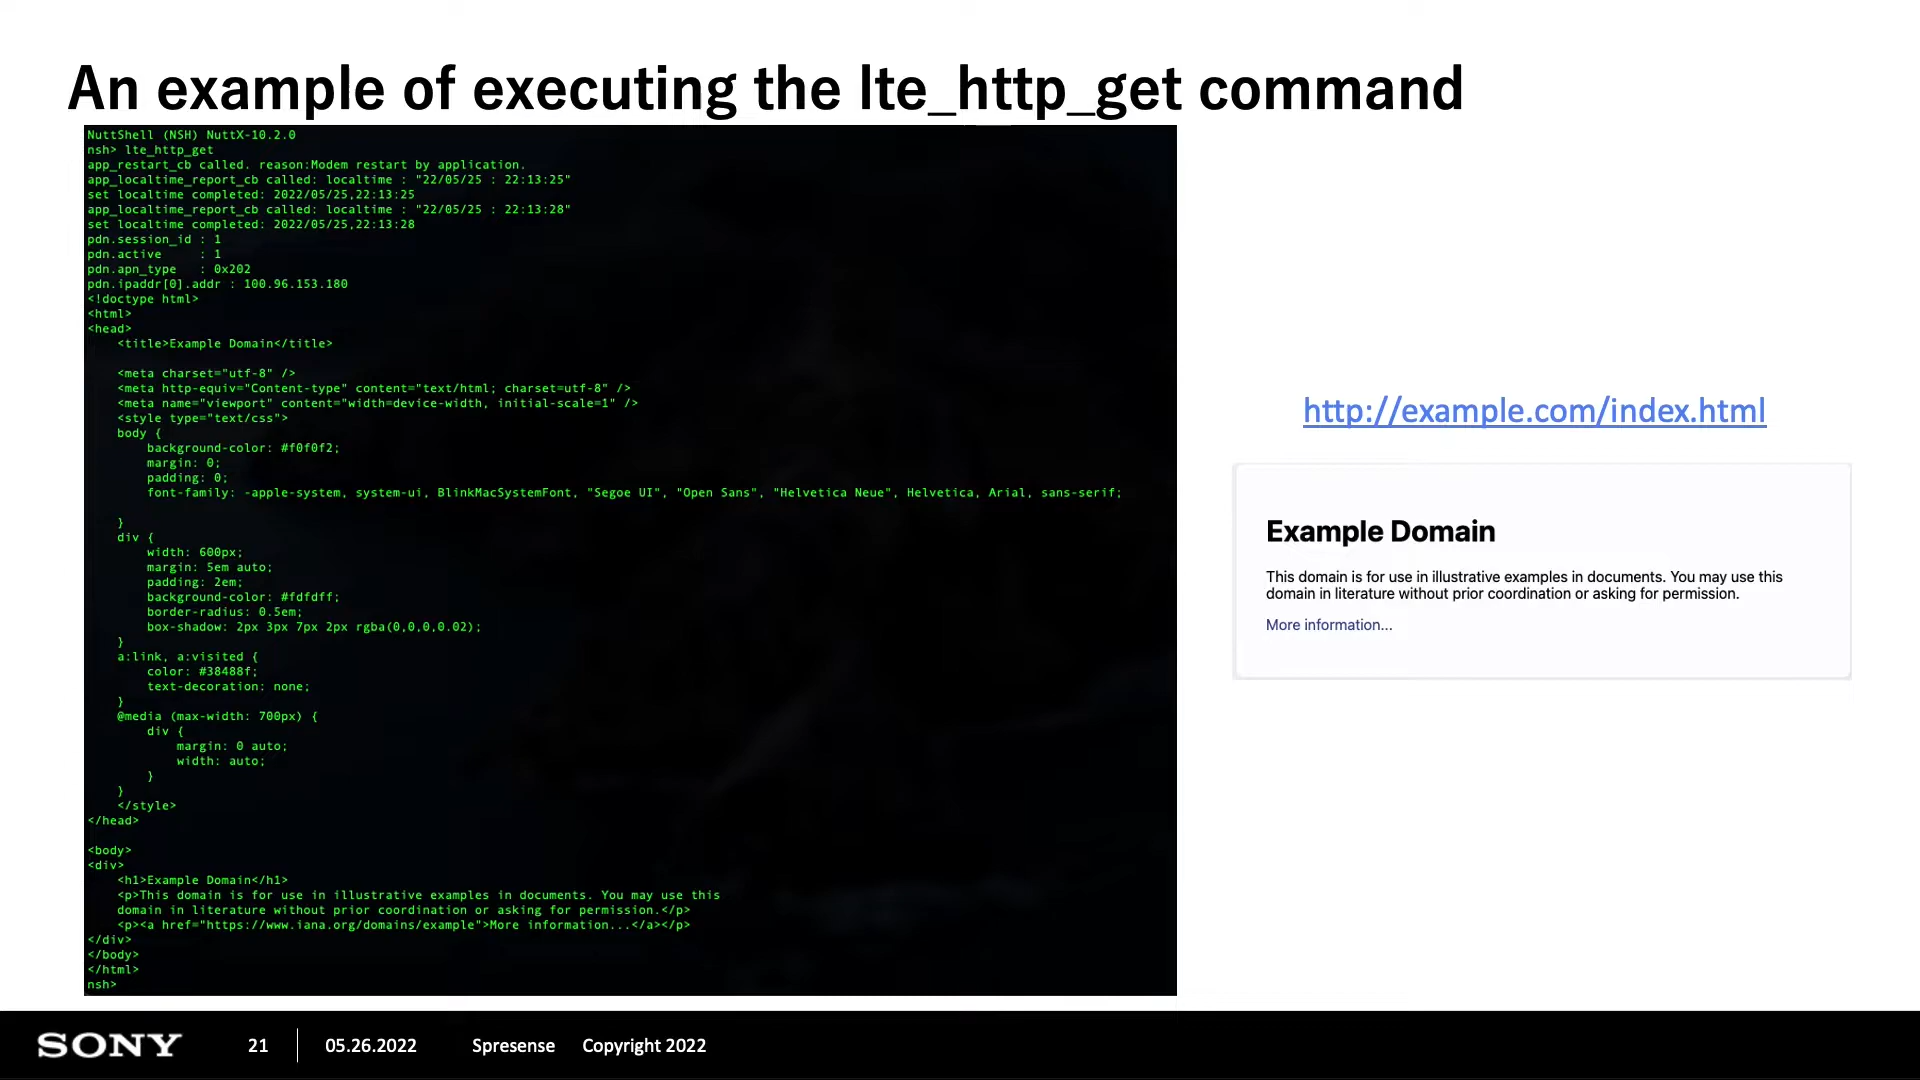 An example of executing the lte_http_get command
NuttShell (NSH) NuttX-10.2.0
nsh> lte_http_get
app_restart_cb called. reason:Modem restart by application.
app_localtime_report_cb called: localtime : "22/05/25 : 22:13:25"
set localtime completed: 2022/05/25,22:13:25
app_localtime_report_cb called: localtime : "22/05/25 : 22:13:28"
set localtime completed: 2022/05/25,22:13:28
pdn.session_id : 1
pdn.active     : 1
pdn.apn_type   : 0x202
pdn.ipaddr[0].addr : 100.96.153.180
<!doctype html>
<html>
<head>
    <title>Example Domain</title>
    <meta charset="utf-8" />
    <meta http-equiv="Content-type" content="text/html; charset=utf-8" />
    <meta name="viewport" content="width=device-width, initial-scale=1" />
    <style type="text/css">
    body {
        background-color: #f0f0f2;
        margin: 0;
        padding: 0;
        font-family: -apple-system, system-ui, BlinkMacSystemFont, "Segoe UI", "Open Sans", "Helvetica Neue", Helvetica, Arial, sans-serif;
    }
    div {
        width: 600px;
        margin: 5em auto;
        padding: 2em;
        background-color: #fdfdff;
        border-radius: 0.5em;
        box-shadow: 2px 3px 7px 2px rgba(0,0,0,0.02);
    }
    a:link, a:visited {
        color: #38488f;
        text-decoration: none;
    }
    @media (max-width: 700px) {
        div {
            margin: 0 auto;
            width: auto;
        }
    }
    </style>
</head>
<body>
<div>
    <h1>Example Domain</h1>
    <p>This domain is for use in illustrative examples in documents. You may use this
    domain in literature without prior coordination or asking for permission.</p>
    <p><a href="https://www.iana.org/domains/example">More information...</a></p>
</div>
</body>
</html>
nsh>
http://example.com/index.html
Example Domain
This domain is for use in illustrative examples in documents. You may use this
domain in literature without prior coordination or asking for permission.
More information...
SONY 21 05.26.2022 Spresense Copyright 2022